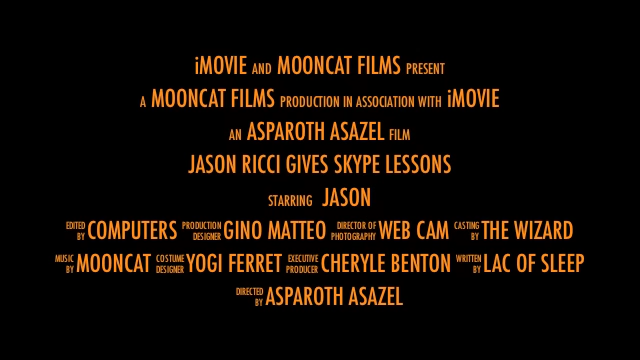 iMOVIE AND MOONCAT FILMS PRESENT
A MOONCAT FILMS PRODUCTION IN ASSOCIATION WITH iMOVIE
AN ASPAROTH ASAZEL FILM
JASON RICCI GIVES SKYPE LESSONS
STARRING JASON
EDITED BY COMPUTERS PRODUCTION DESIGNER GINO MATTEO DIRECTOR OF PHOTOGRAPHY WEB CAM CASTING BY THE WIZARD
MUSIC BY MOONCAT COSTUME DESIGNER YOGI FERRET EXECUTIVE PRODUCER CHERYLE BENTON WRITTEN BY LAC OF SLEEP
DIRECTED BY ASPAROTH ASAZEL